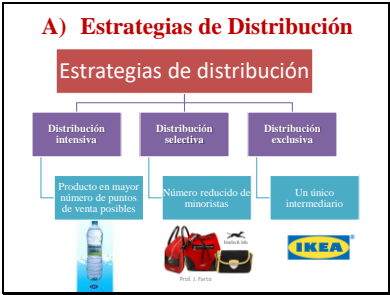 A) Estrategias de Distribución
Estrategias de distribución
Distribución
intensiva
Distribución
selectiva
Distribución
exclusiva
Producto en mayor
número de puntos
de venta posibles
Número reducido de
minoristas
Un único
intermediario
IKEA
Prof. J. Farto